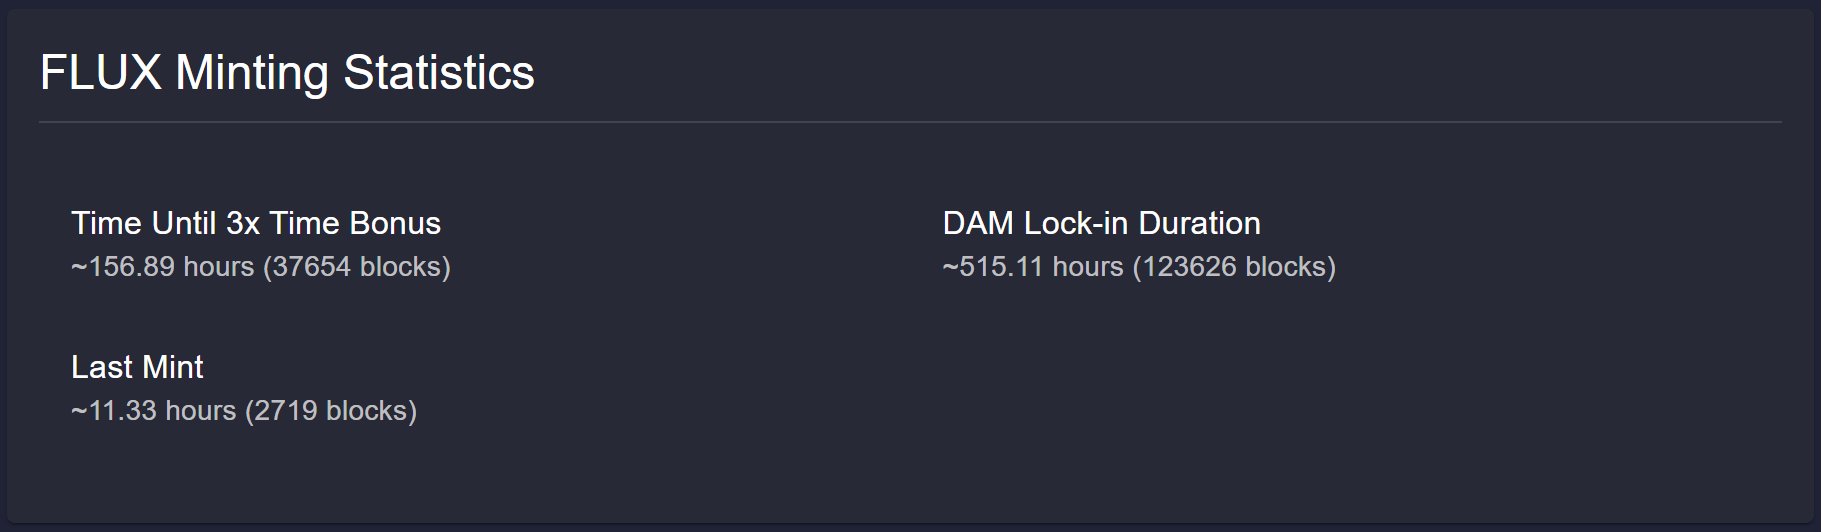 FLUX Minting Statistics
Time Until 3x Time Bonus
~156.89 hours (37654 blocks)
DAM Lock-in Duration
~515.11 hours (123626 blocks)
Last Mint
~11.33 hours (2719 blocks)